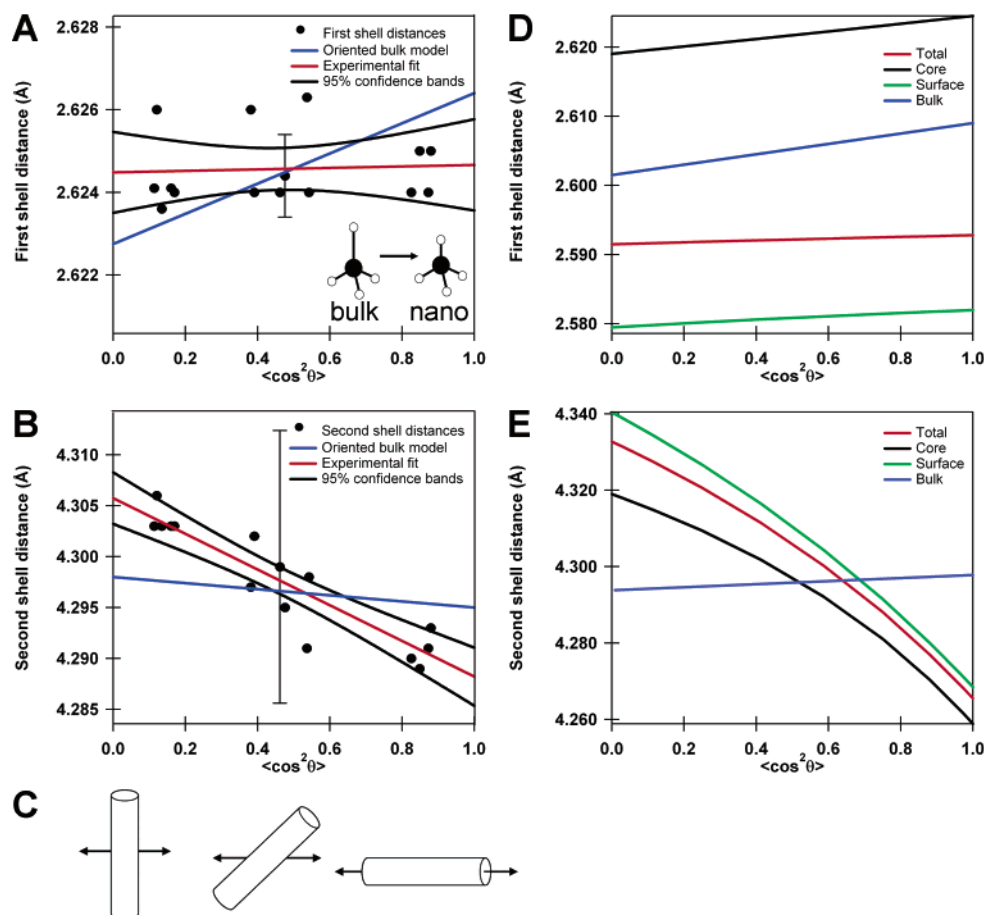 A
First shell distance (Å)
2.628
2.626
2.624
2.622
First shell distances
Oriented bulk model
Experimental fit
95% confidence bands
bulk
nano
0.0 0.2 0.4 0.6 0.8 1.0
<cos²θ>
D
First shell distance (Å)
2.620
2.610
2.600
2.590
2.580
Total
Core
Surface
Bulk
0.0 0.2 0.4 0.6 0.8 1.0
<cos²θ>
B
Second shell distance (Å)
4.310
4.305
4.300
4.295
4.290
4.285
Second shell distances
Oriented bulk model
Experimental fit
95% confidence bands
0.0 0.2 0.4 0.6 0.8 1.0
<cos²θ>
E
Second shell distance (Å)
4.340
4.320
4.300
4.280
4.260
Total
Core
Surface
Bulk
0.0 0.2 0.4 0.6 0.8 1.0
<cos²θ>
C